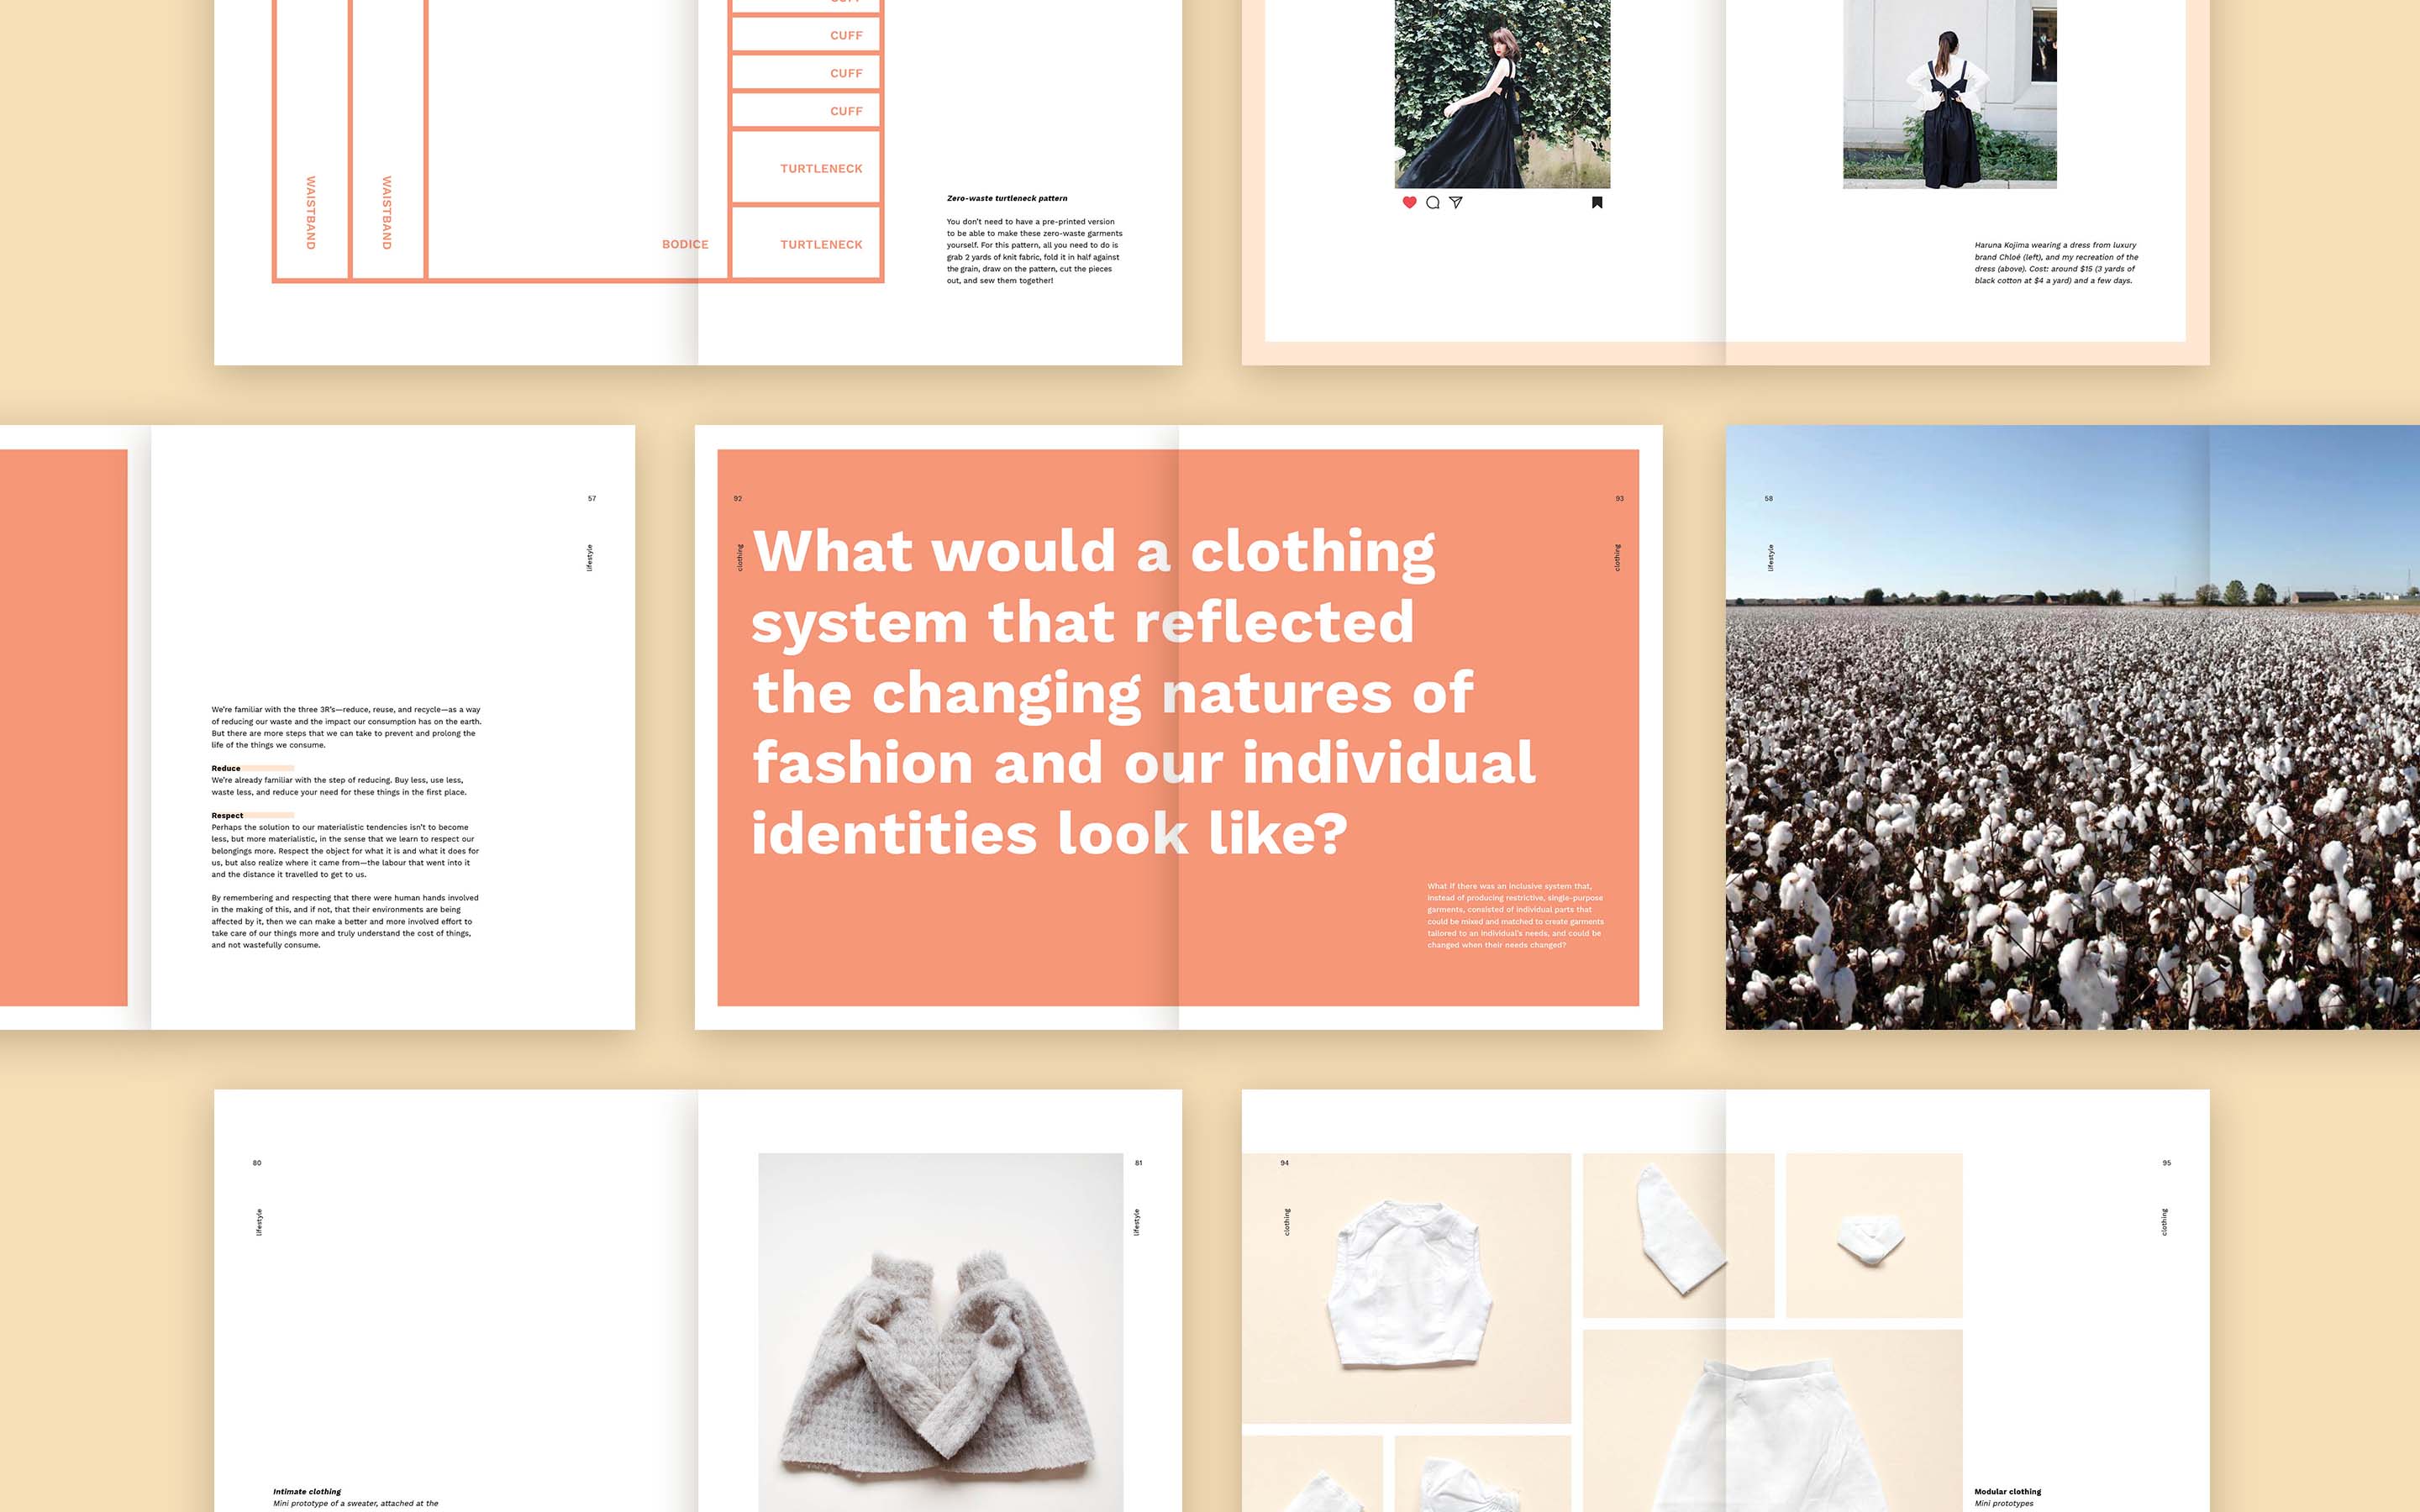 CUFF
CUFF
CUFF
TURTLENECK
WAISTBAND
WAISTBAND
BODICE
TURTLENECK
Zero-waste turtleneck pattern
You don't need to have a pre-printed version
to be able to make these zero-waste garments
yourself. For this pattern, all you need to do is
grab 2 yards of knit fabric, fold it in half against
the grain, draw on the pattern, cut the pieces
out, and sew them together!
Haruna Kojima wearing a dress from luxury
brand Chloé (left), and my recreation of the
dress (above). Cost: around $15 (3 yards of
black cotton at $4 a yard) and a few days.
57
lifestyle
We're familiar with the three 3R's—reduce, reuse, and recycle—as a way
of reducing our waste and the impact our consumption has on the earth.
But there are more steps that we can take to prevent and prolong the
life of the things we consume.
Reduce
We're already familiar with the step of reducing. Buy less, use less,
waste less, and reduce your need for these things in the first place.
Respect
Perhaps the solution to our materialistic tendencies isn't to become
less, but more materialistic, in the sense that we learn to respect our
belongings more. Respect the object for what it is and what it does for
us, but also realize where it came from—the labour that went into it
and the distance it travelled to get to us.
By remembering and respecting that there were human hands involved
in the making of this, and if not, that their environments are being
affected by it, then we can make a better and more involved effort to
take care of our things more and truly understand the cost of things,
and not wastefully consume.
92
clothing
93
clothing
What would a clothing
system that reflected
the changing natures of
fashion and our individual
identities look like?
What if there was an inclusive system that,
instead of producing restrictive, single-purpose
garments, consisted of individual parts that
could be mixed and matched to create garments
tailored to an individual's needs, and could be
changed when their needs changed?
58
lifestyle
80
lifestyle
81
lifestyle
Intimate clothing
Mini prototype of a sweater, attached at the
94
clothing
95
clothing
Modular clothing
Mini prototypes